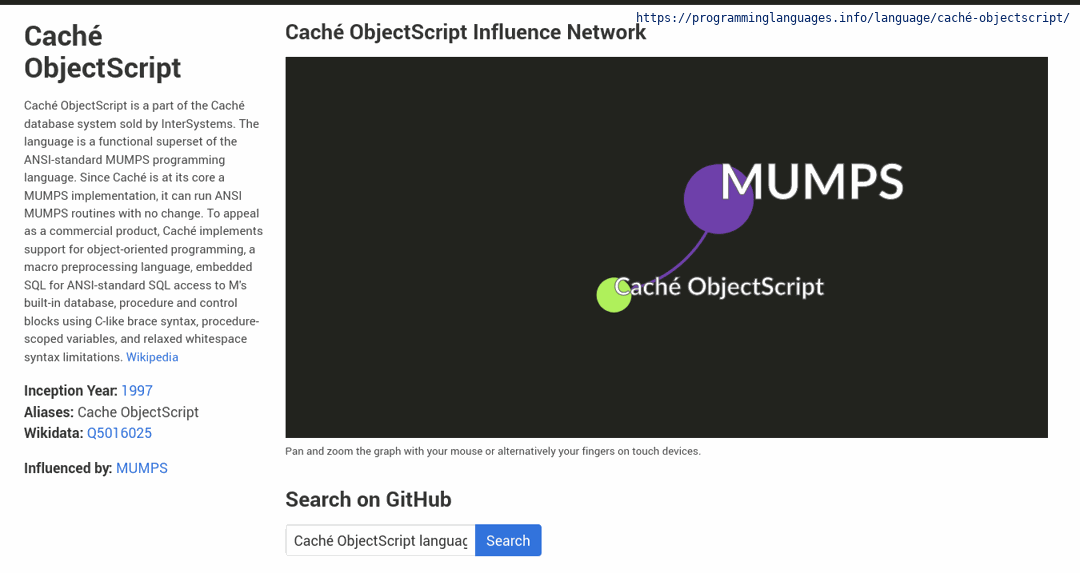 https://programminglanguages.info/language/caché-objectscript/
Caché
ObjectScript
Caché ObjectScript is a part of the Caché
database system sold by InterSystems. The
language is a functional superset of the
ANSI-standard MUMPS programming
language. Since Caché is at its core a
MUMPS implementation, it can run ANSI
MUMPS routines with no change. To appeal
as a commercial product, Caché implements
support for object-oriented programming, a
macro preprocessing language, embedded
SQL for ANSI-standard SQL access to M's
built-in database, procedure and control
blocks using C-like brace syntax, procedure-
scoped variables, and relaxed whitespace
syntax limitations. Wikipedia
Inception Year: 1997
Aliases: Cache ObjectScript
Wikidata: Q5016025
Influenced by: MUMPS
Caché ObjectScript Influence Network
MUMPS
Caché ObjectScript
Pan and zoom the graph with your mouse or alternatively your fingers on touch devices.
Search on GitHub
Caché ObjectScript languag
Search